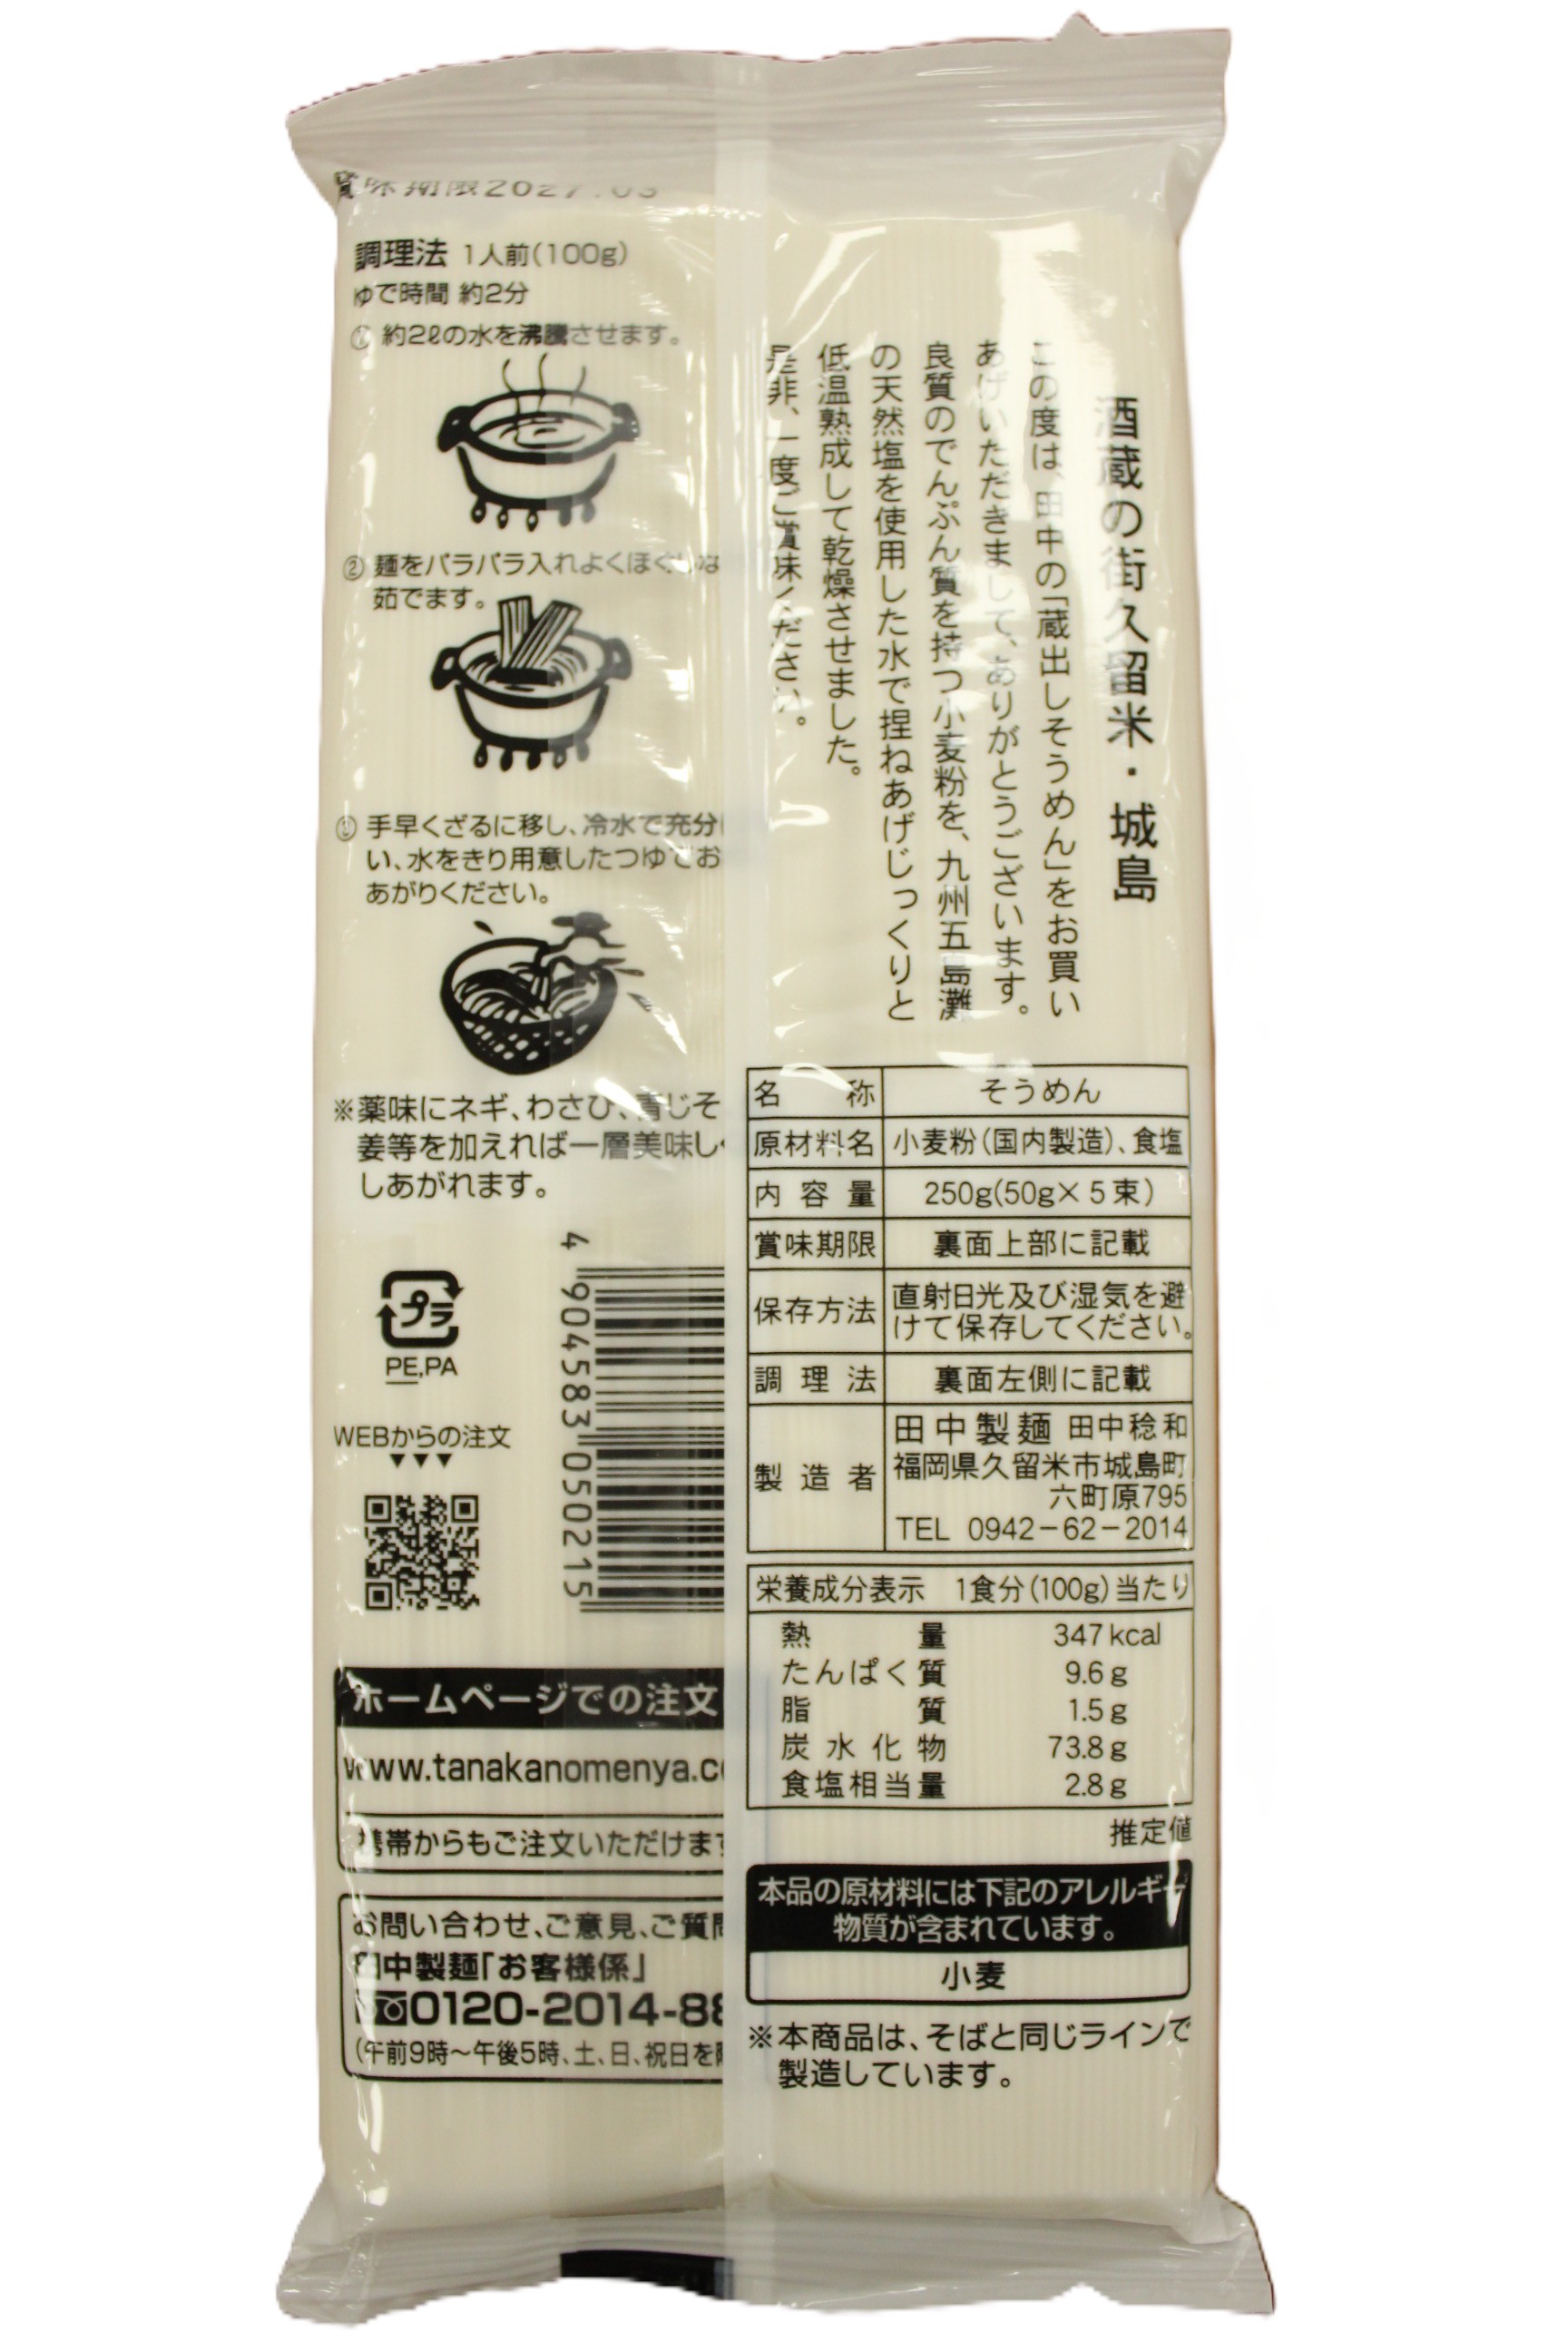 賞味期限2027.03
調理法 1人前(100g)
ゆで時間 約2分
① 約2ℓの水を沸騰させます。
② 麺をパラパラ入れよくほぐしな
茹でます。
③ 手早くざるに移し、冷水で充分
い、水をきり用意したつゆでお
あがりください。
※薬味にネギ、わさび、青じそ
姜等を加えれば一層美味し
しあがれます。
プラ
PE,PA
WEBからの注文
▼▼▼
4 904583 050215
ホームページでの注文
www.tanakanomenya.c
携帯からもご注文いただけます
お問い合わせ、ご意見、ご質問
田中製麺「お客様係」
0120-2014-88
(午前9時〜午後5時、土、日、祝日を除
酒蔵の街久留米・城島
この度は、田中の「蔵出しそうめん」をお買い
あげいただきまして、ありがとうございます。
良質のでんぷん質を持つ小麦粉を、九州五島灘
の天然塩を使用した水で捏ねあげじっくりと
低温熟成して乾燥させました。
是非、一度ご賞味ください。
名称 そうめん
原材料名 小麦粉(国内製造)、食塩
内容量 250g(50g×5束)
賞味期限 裏面上部に記載
保存方法 直射日光及び湿気を避
けて保存してください。
調理法 裏面左側に記載
製造者 田中製麺 田中稔和
福岡県久留米市城島町
六町原795
TEL 0942-62-2014
栄養成分表示 1食分(100g)当たり
熱量 347kcal
たんぱく質 9.6g
脂質 1.5g
炭水化物 73.8g
食塩相当量 2.8g
推定値
本品の原材料には下記のアレルギー
物質が含まれています。
小麦
※本商品は、そばと同じラインで
製造しています。